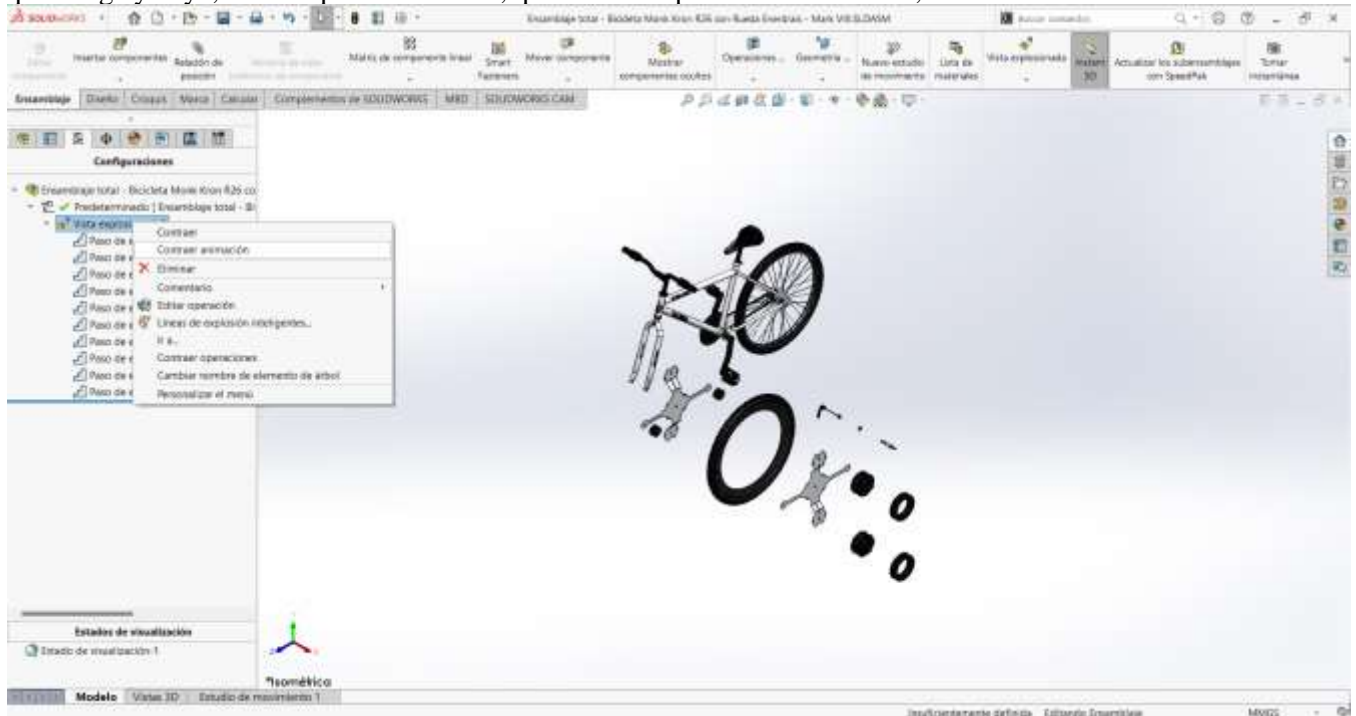 SOLIDWORKS
Ensamblaje total - Bicicleta Monk Kron R26 con Rueda Enertrax - Mark VIII.SLDASM
Insertar componentes
Relación de posición
Matriz de componente lineal
Smart Fasteners
Mover componente
Mostrar componentes ocultos
Operaciones...
Geometría...
Nuevo estudio de movimiento
Lista de materiales
Vista explosionada
Instant 3D
Actualizar los subensamblajes con SpeedPak
Tomar instantánea
Ensamblaje Diseño Croquis Marca Calcular Complementos de SOLIDWORKS MBD SOLIDWORKS CAM
Configuraciones
Ensamblaje total - Bicicleta Monk Kron R26 co
Predeterminado [ Ensamblaje total - Bi
Vista explos
Contraer
Paso de e
Contraer animación
Paso de e
Eliminar
Paso de e
Comentario
Paso de e
Editar operación
Paso de e
Líneas de explosión inteligentes...
Paso de e
Ir a...
Paso de e
Contraer operaciones
Paso de e
Cambiar nombre de elemento de árbol
Paso de e
Personalizar el menú
Paso de e
Estados de visualización
Estado de visualización-1
*Isométrica
Modelo Vistas 3D Estudio de movimiento 1
Insuficientemente definida Editando Ensamblaje MMGS